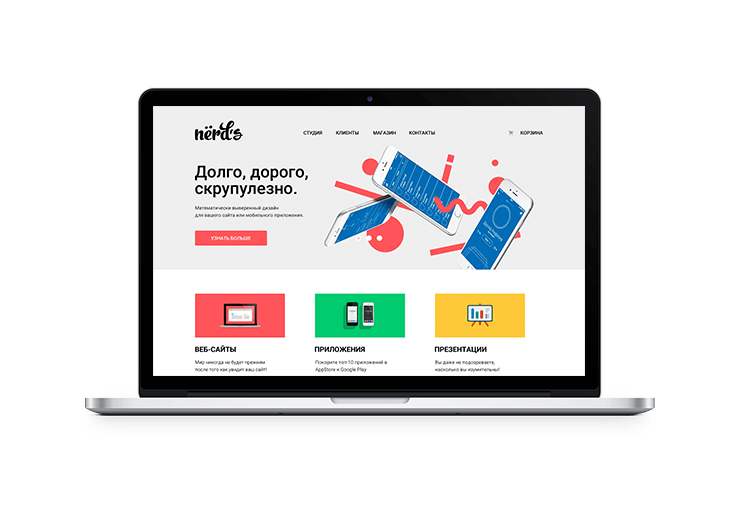 nërd's
СТУДИЯ КЛИЕНТЫ МАГАЗИН КОНТАКТЫ КОРЗИНА
Долго, дорого,
скрупулезно.
Математически выверенный дизайн
для вашего сайта или мобильного приложения.
УЗНАТЬ БОЛЬШЕ
ВЕБ-САЙТЫ ПРИЛОЖЕНИЯ ПРЕЗЕНТАЦИИ
Мир никогда не будет прежним Покорите топ-10 приложений в Вы даже не подозреваете,
после того как увидит ваш сайт! AppStore и Google Play насколько вы изумительны!